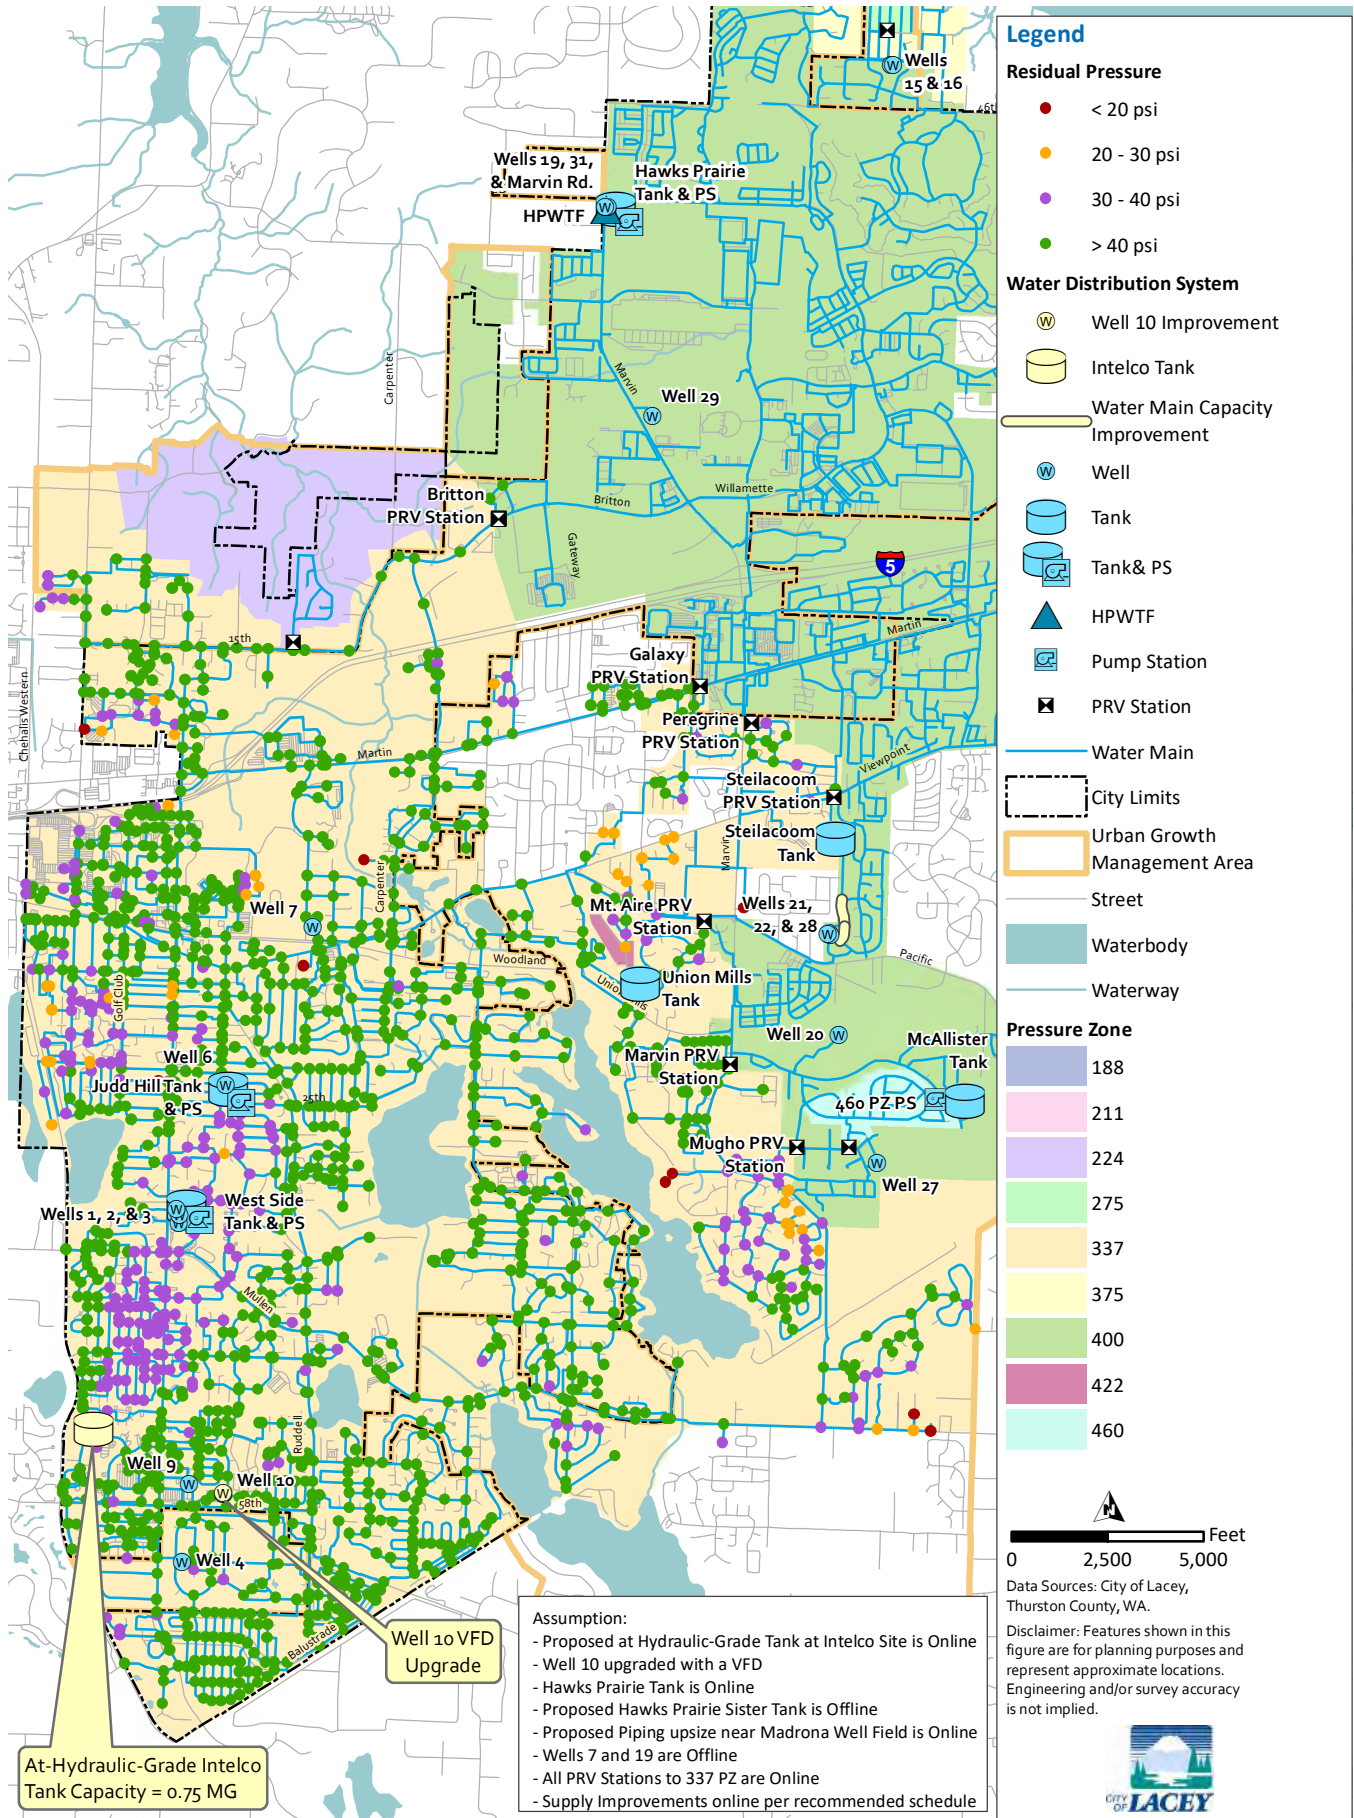 Wells
15 & 16
46th
Wells 19, 31,
& Marvin Rd.
Hawks Prairie
Tank & PS
HPWTF
Carpenter
Marvin
Well 29
Willamette
Britton
Britton
PRV Station
Gateway
5
15th
Martin
Galaxy
PRV Station
Chehalis Western
Peregrine
PRV Station
Martin
Viewpoint
Steilacoom
PRV Station
Steilacoom
Tank
Marvin
Carpenter
Well 7
Mt. Aire PRV
Station
Wells 21,
22, & 28
Woodland
Pacific
Union Mills
Union Mills
Tank
Golf Club
Well 20
McAllister
Tank
Well 6
Judd Hill Tank
& PS
25th
Marvin PRV
Station
460 PZ PS
Mugho PRV
Station
Well 27
Wells 1, 2, & 3
West Side
Tank & PS
Mullen
Ruddell
Well 9
Well 10
58th
Well 4
Balustrade
Well 10 VFD
Upgrade
At-Hydraulic-Grade Intelco
Tank Capacity = 0.75 MG
Assumption:
- Proposed at Hydraulic-Grade Tank at Intelco Site is Online
- Well 10 upgraded with a VFD
- Hawks Prairie Tank is Online
- Proposed Hawks Prairie Sister Tank is Offline
- Proposed Piping upsize near Madrona Well Field is Online
- Wells 7 and 19 are Offline
- All PRV Stations to 337 PZ are Online
- Supply Improvements online per recommended schedule
Legend
Residual Pressure
< 20 psi
20 - 30 psi
30 - 40 psi
> 40 psi
Water Distribution System
W Well 10 Improvement
Intelco Tank
Water Main Capacity
Improvement
W Well
Tank
Tank& PS
HPWTF
Pump Station
PRV Station
Water Main
City Limits
Urban Growth
Management Area
Street
Waterbody
Waterway
Pressure Zone
188
211
224
275
337
375
400
422
460
N
Feet
0 2,500 5,000
Data Sources: City of Lacey,
Thurston County, WA.
Disclaimer: Features shown in this
figure are for planning purposes and
represent approximate locations.
Engineering and/or survey accuracy
is not implied.
CITY OF LACEY